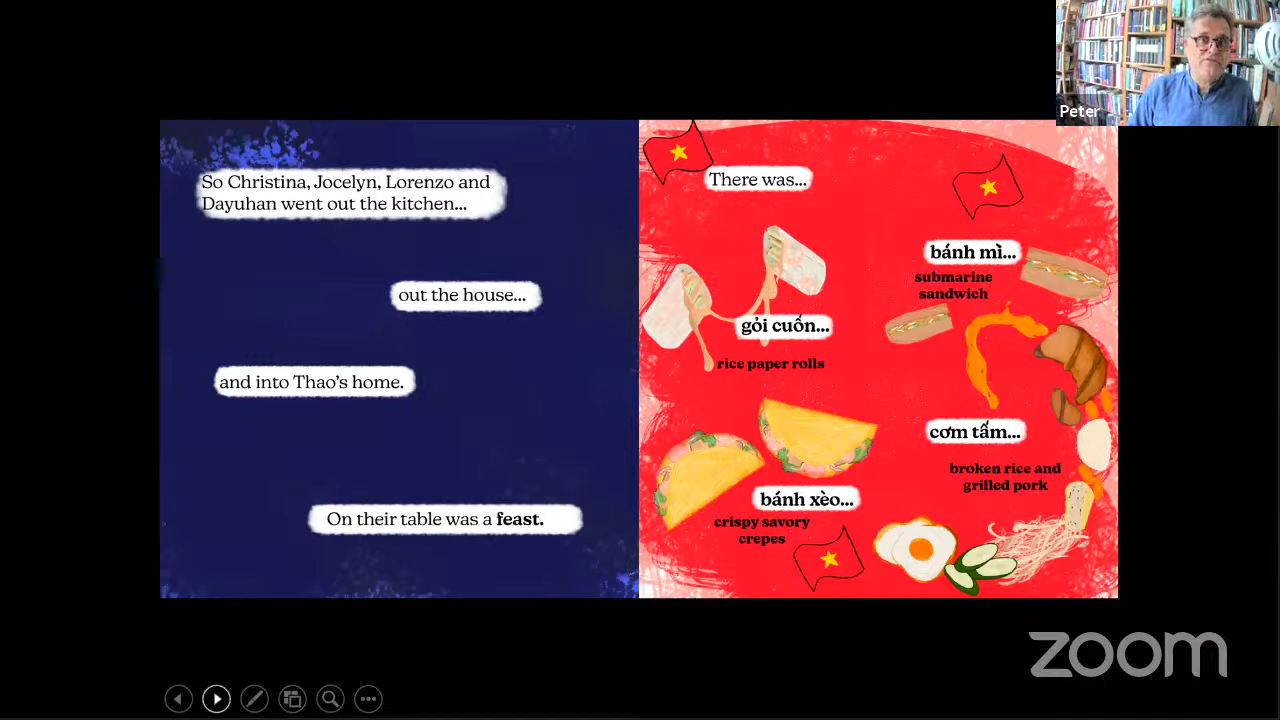 Peter
So Christina, Jocelyn, Lorenzo and
Dayuhan went out the kitchen...
out the house...
and into Thao's home.
On their table was a feast.
There was...
bánh mì...
submarine
sandwich
gỏi cuốn...
rice paper rolls
cơm tấm...
broken rice and
grilled pork
bánh xèo...
crispy savory
crepes
zoom